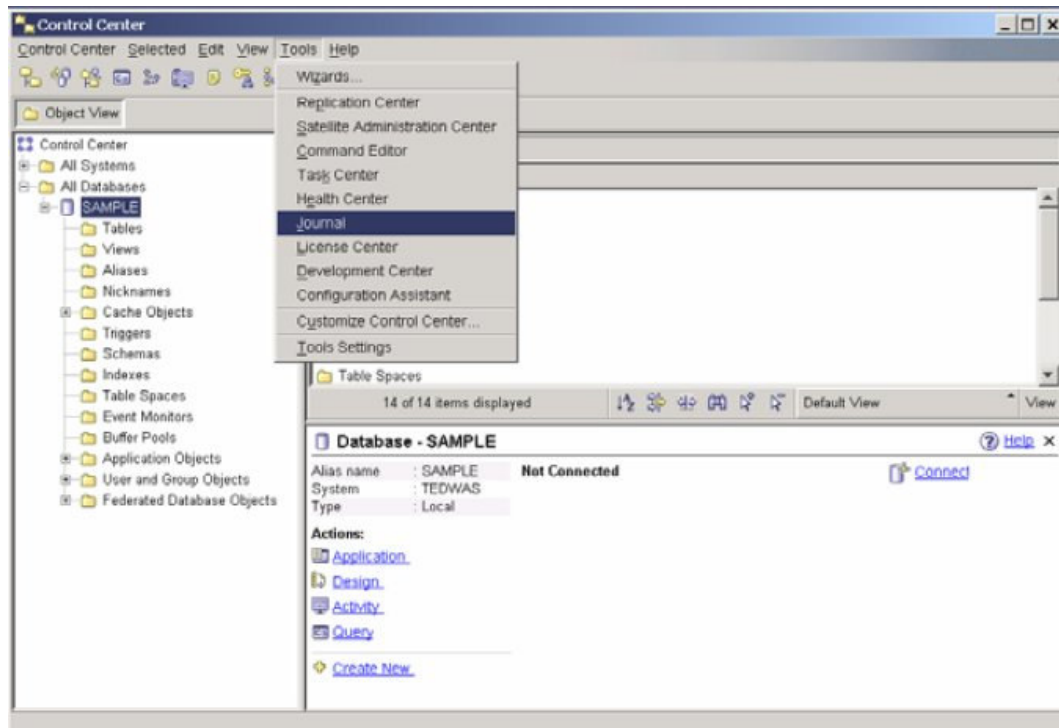 Control Center
Control Center Selected Edit View Tools Help
Wizards...
Replication Center
Satellite Administration Center
Command Editor
Task Center
Health Center
Journal
License Center
Development Center
Configuration Assistant
Customize Control Center...
Tools Settings
Object View
Control Center
All Systems
All Databases
SAMPLE
Tables
Views
Aliases
Nicknames
Cache Objects
Triggers
Schemas
Indexes
Table Spaces
Event Monitors
Buffer Pools
Application Objects
User and Group Objects
Federated Database Objects
Table Spaces
14 of 14 items displayed Default View View
Database - SAMPLE Help
Alias name : SAMPLE Not Connected Connect
System : TEDWAS
Type : Local
Actions:
Application
Design
Activity
Query
Create New